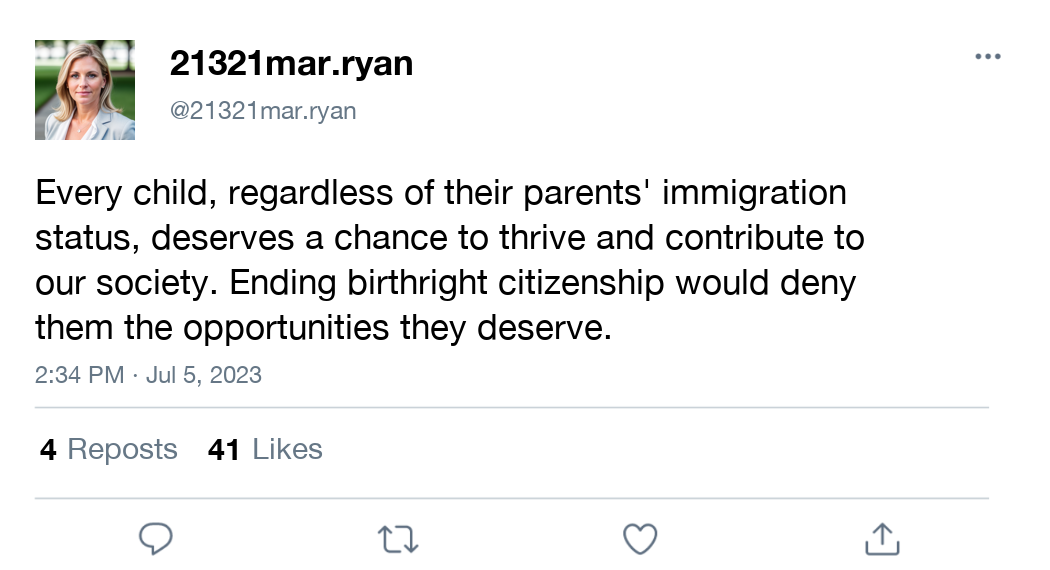 21321mar.ryan
@21321mar.ryan
Every child, regardless of their parents' immigration
status, deserves a chance to thrive and contribute to
our society. Ending birthright citizenship would deny
them the opportunities they deserve.
2:34 PM · Jul 5, 2023
4 Reposts 41 Likes